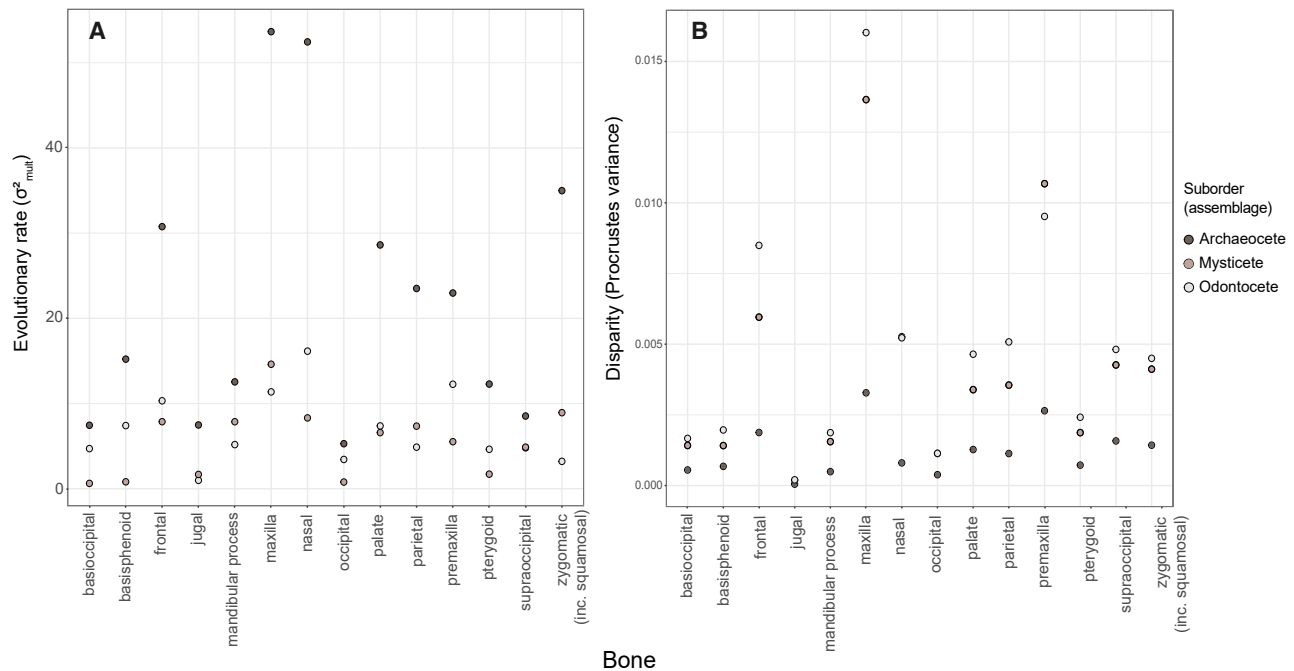 A
Evolutionary rate (σ²mult)
40
20
0
basioccipital
basisphenoid
frontal
jugal
mandibular process
maxilla
nasal
occipital
palate
parietal
premaxilla
pterygoid
supraoccipital
zygomatic
(inc. squamosal)
B
Disparity (Procrustes variance)
0.015
0.010
0.005
0.000
basioccipital
basisphenoid
frontal
jugal
mandibular process
maxilla
nasal
occipital
palate
parietal
premaxilla
pterygoid
supraoccipital
zygomatic
(inc. squamosal)
Suborder
(assemblage)
Archaeocete
Mysticete
Odontocete
Bone